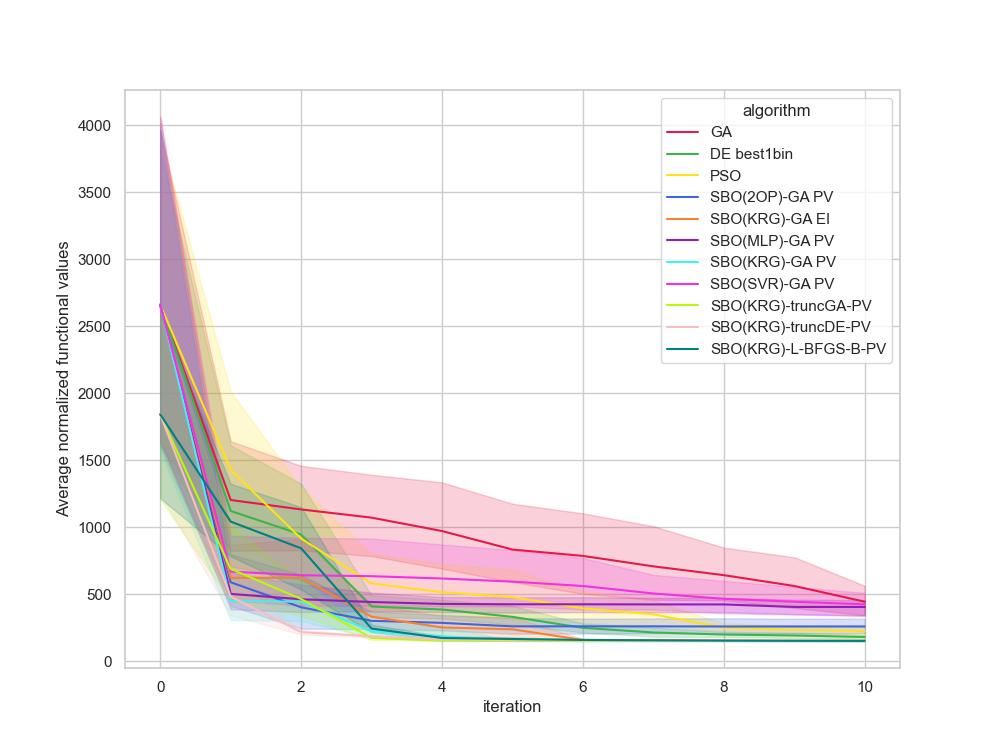 algorithm
GA
DE best1bin
PSO
SBO(2OP)-GA PV
SBO(KRG)-GA EI
SBO(MLP)-GA PV
SBO(KRG)-GA PV
SBO(SVR)-GA PV
SBO(KRG)-truncGA-PV
SBO(KRG)-truncDE-PV
SBO(KRG)-L-BFGS-B-PV
Average normalized functional values
4000
3500
3000
2500
2000
1500
1000
500
0
0 2 4 6 8 10
iteration